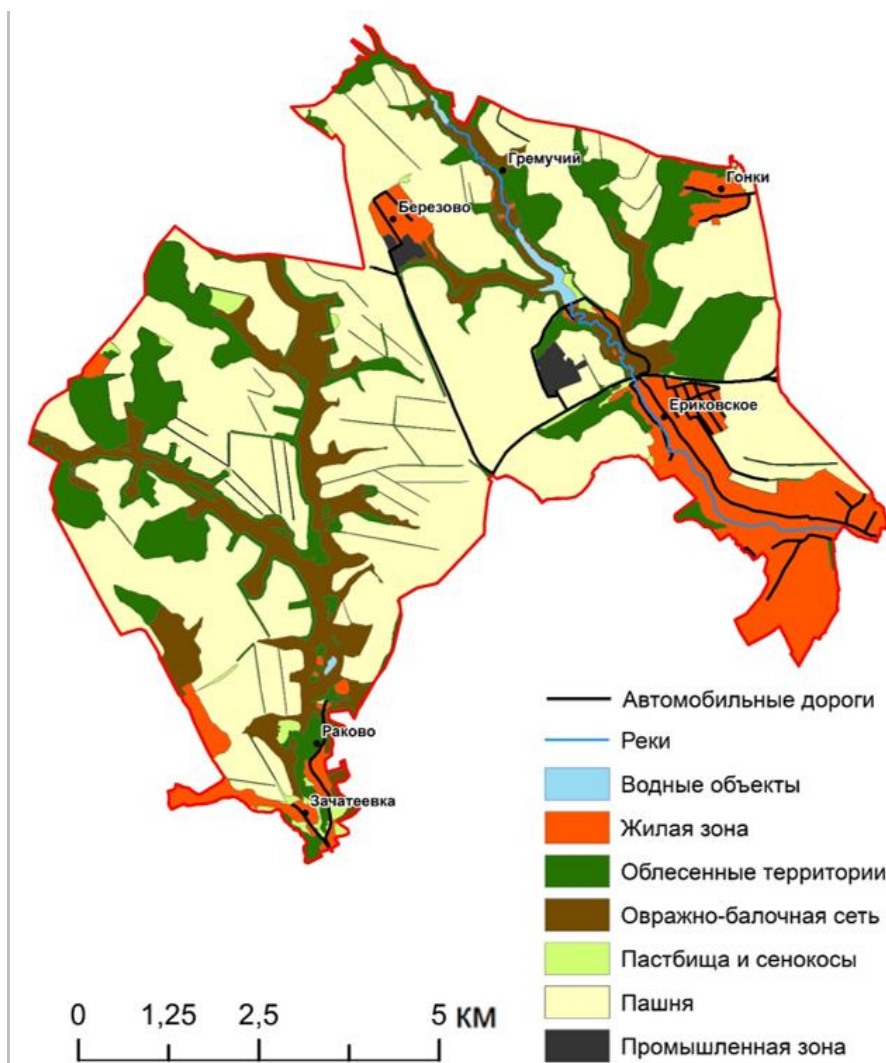 Гремучий
Гонки
Березово
Ериковское
Раково
Зачатеевка
Автомобильные дороги
Реки
Водные объекты
Жилая зона
Облесенные территории
Овражно-балочная сеть
Пастбища и сенокосы
Пашня
Промышленная зона
0 1,25 2,5 5 км